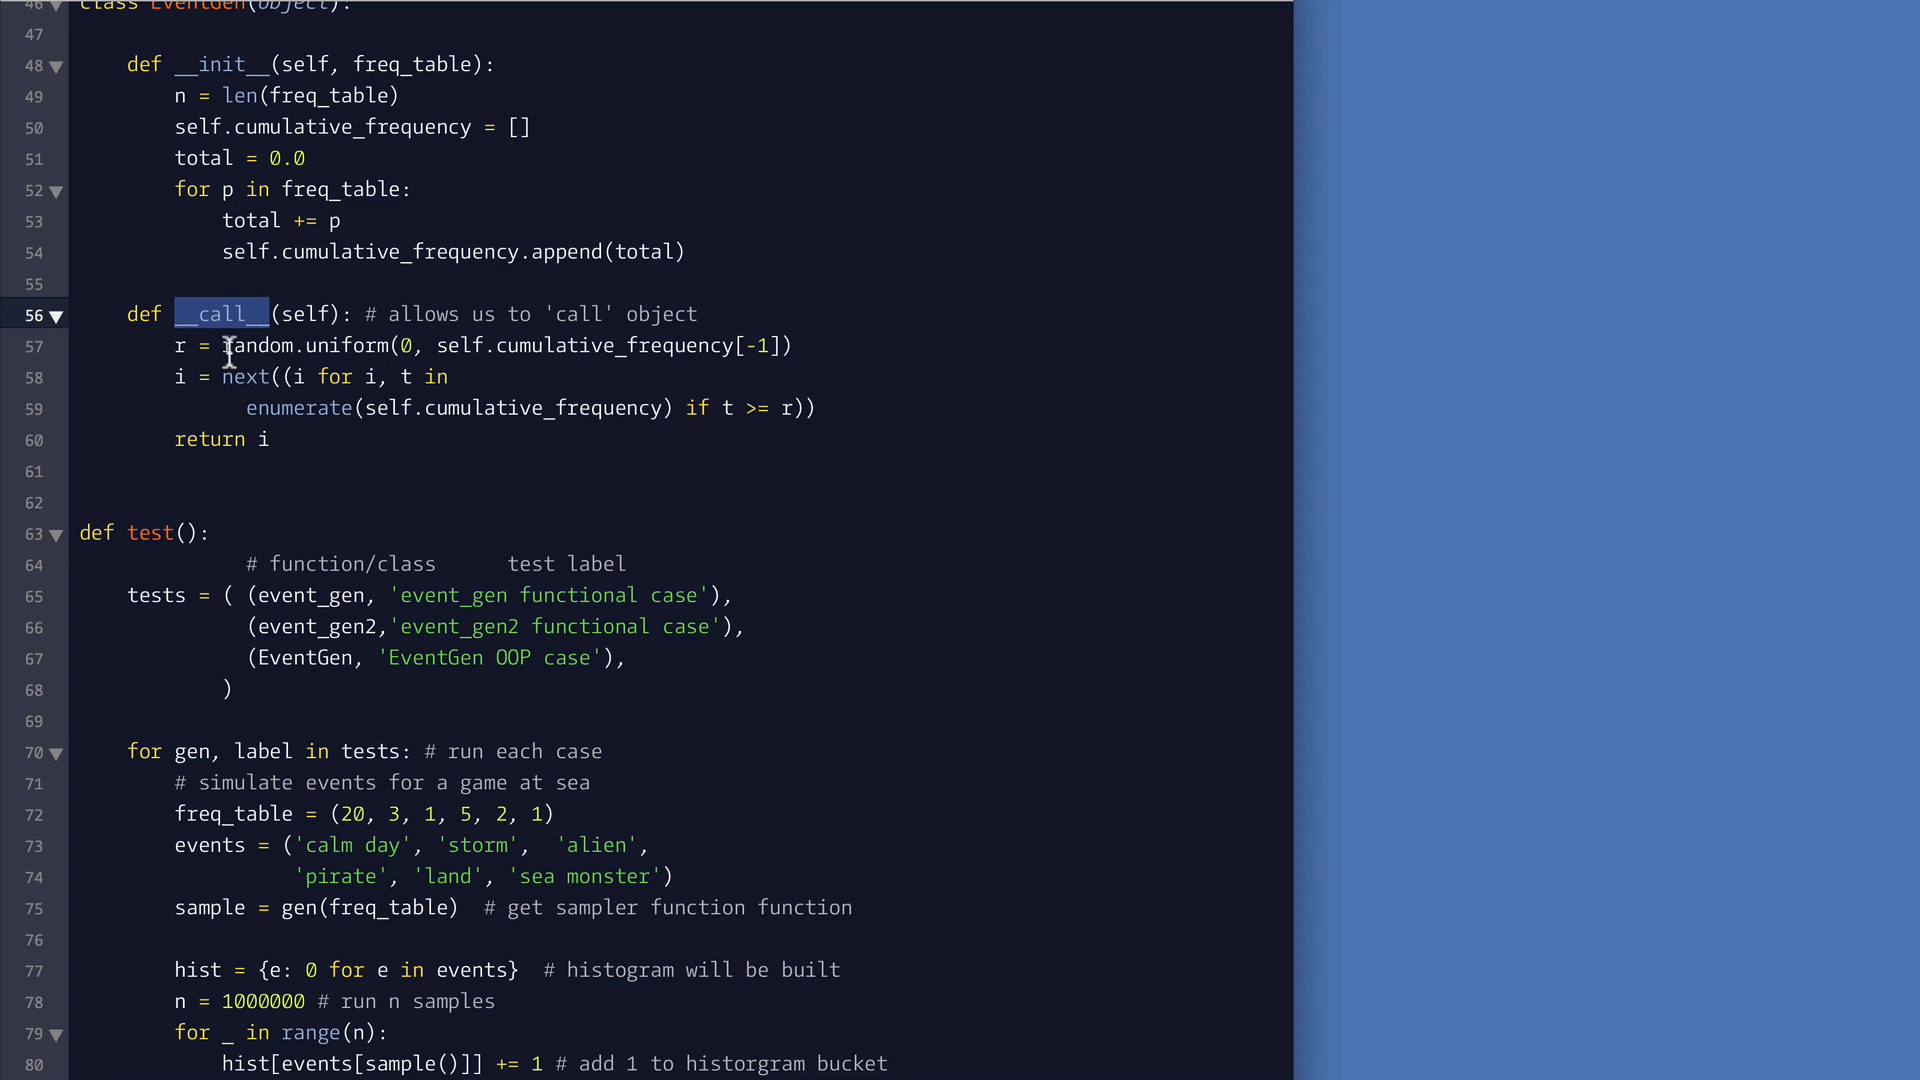 46 class EventGen(object):
47
48 def __init__(self, freq_table):
49 n = len(freq_table)
50 self.cumulative_frequency = []
51 total = 0.0
52 for p in freq_table:
53 total += p
54 self.cumulative_frequency.append(total)
55
56 def __call__(self): # allows us to 'call' object
57 r = random.uniform(0, self.cumulative_frequency[-1])
58 i = next((i for i, t in
59 enumerate(self.cumulative_frequency) if t >= r))
60 return i
61
62
63 def test():
64 # function/class test label
65 tests = ( (event_gen, 'event_gen functional case'),
66 (event_gen2,'event_gen2 functional case'),
67 (EventGen, 'EventGen OOP case'),
68 )
69
70 for gen, label in tests: # run each case
71 # simulate events for a game at sea
72 freq_table = (20, 3, 1, 5, 2, 1)
73 events = ('calm day', 'storm', 'alien',
74 'pirate', 'land', 'sea monster')
75 sample = gen(freq_table) # get sampler function function
76
77 hist = {e: 0 for e in events} # histogram will be built
78 n = 1000000 # run n samples
79 for _ in range(n):
80 hist[events[sample()]] += 1 # add 1 to historgram bucket